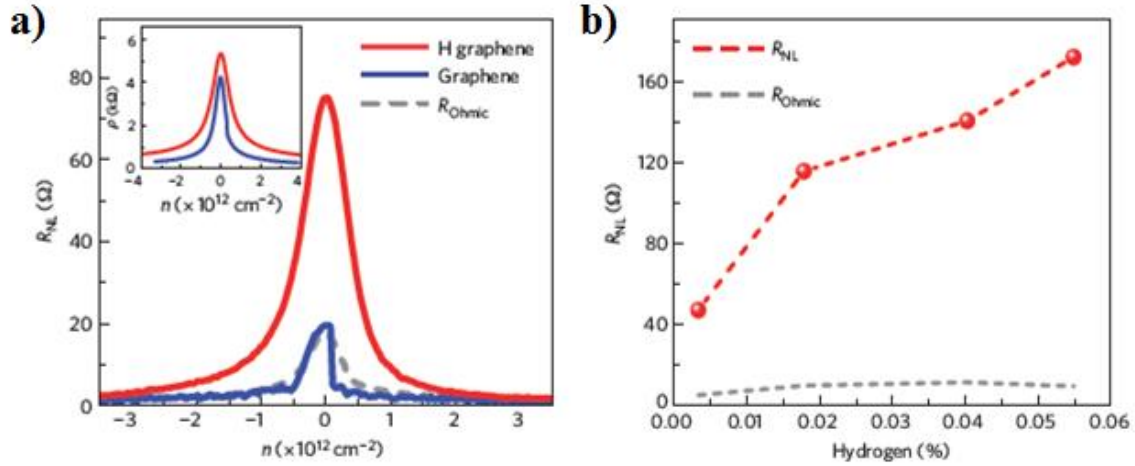 a)
H graphene
Graphene
R_Ohmic
R_NL (Ω)
80
60
40
20
0
−3 −2 −1 0 1 2 3
n (×10¹² cm⁻²)
ρ (kΩ)
6
4
2
0
−4 −2 0 2 4
n (×10¹² cm⁻²)
b)
R_NL
R_Ohmic
R_NL (Ω)
160
120
80
40
0
0.00 0.01 0.02 0.03 0.04 0.05 0.06
Hydrogen (%)